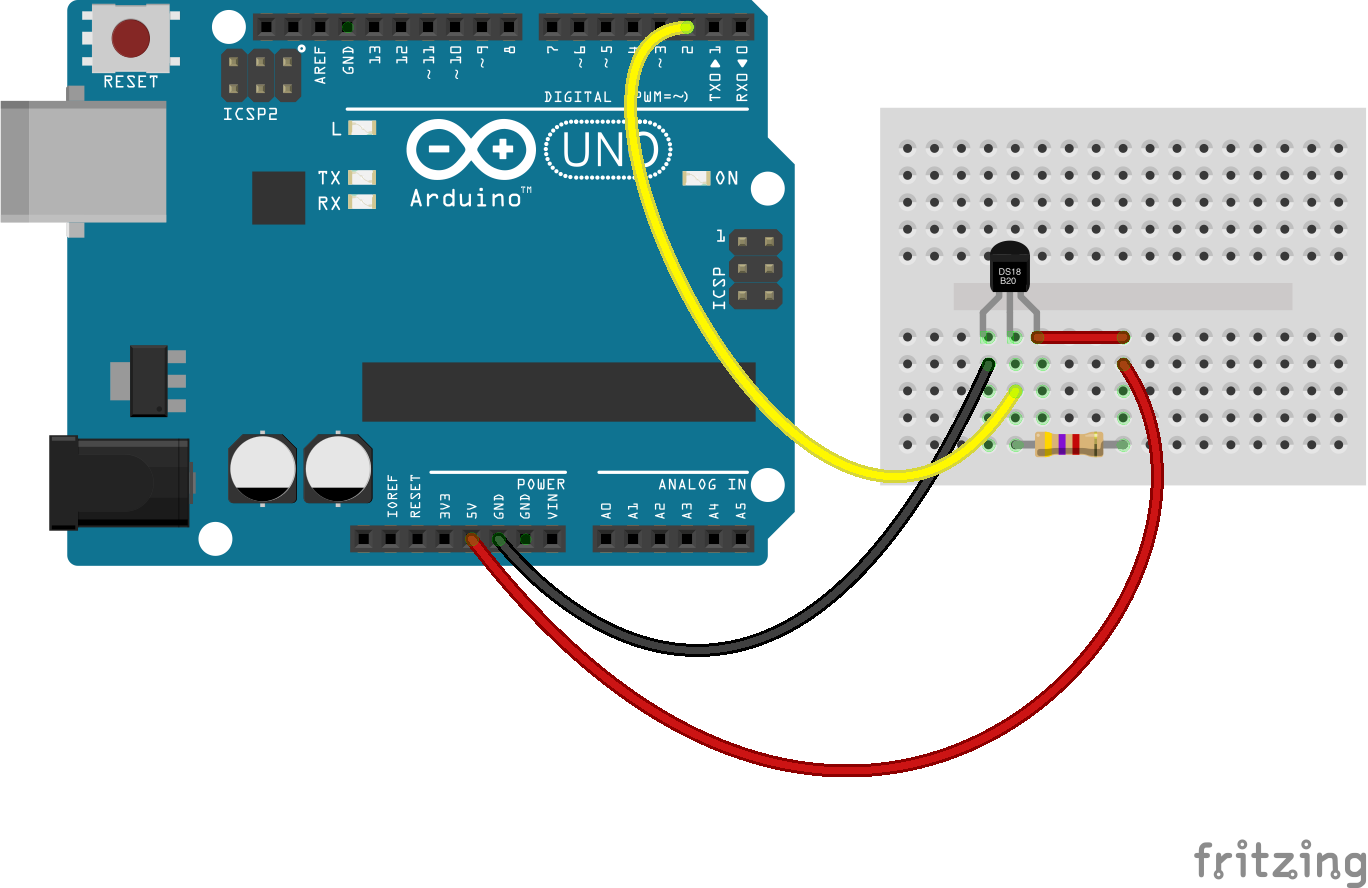 RESET
ICSP2
AREF
GND
13
12
~11
~10
~9
8
7
~6
~5
4
~3
2
TX0▶1
RX0◀0
DIGITAL (PWM=~)
L
TX
RX
UNO
Arduino™
ON
1
ICSP
DS18
B20
POWER
ANALOG IN
IOREF
RESET
3V3
5V
GND
GND
VIN
A0
A1
A2
A3
A4
A5
fritzing